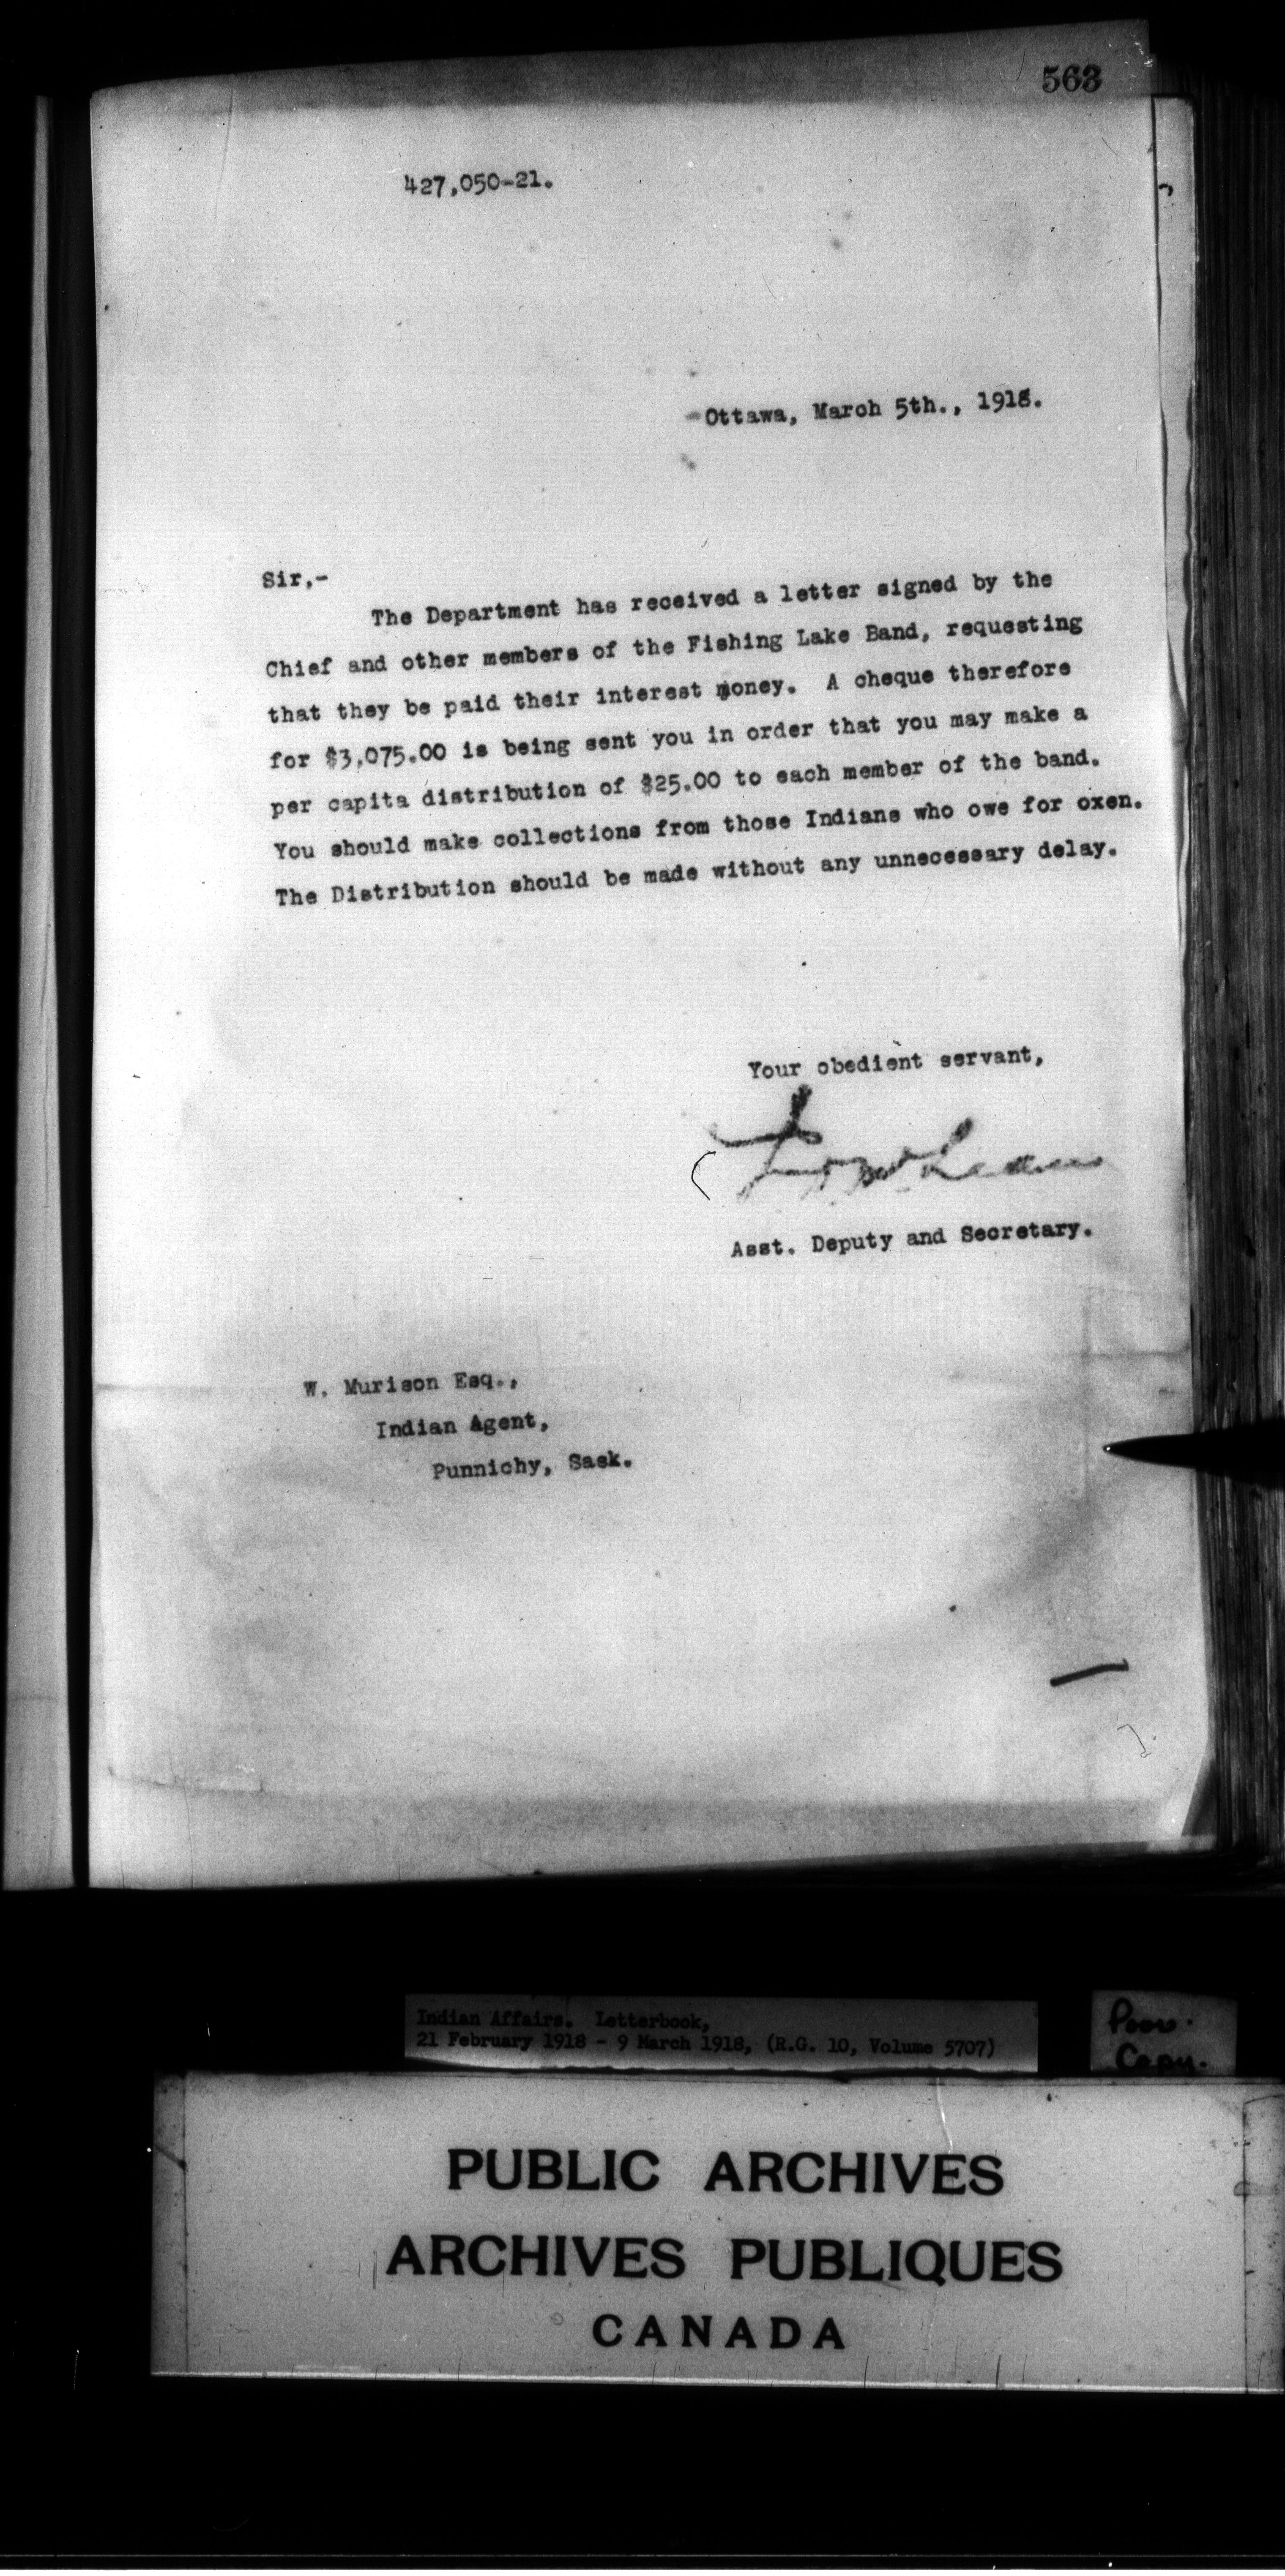 563
427,050-21.
Ottawa, March 5th., 1918.
Sir,-
The Department has received a letter signed by the
Chief and other members of the Fishing Lake Band, requesting
that they be paid their interest money. A cheque therefore
for $3,075.00 is being sent you in order that you may make a
per capita distribution of $25.00 to each member of the band.
You should make collections from those Indians who owe for oxen.
The Distribution should be made without any unnecessary delay.
Your obedient servant,
Asst. Deputy and Secretary.
W. Murison Esq.,
Indian Agent,
Punnichy, Sask.
Indian Affairs. Letterbook,
21 February 1918 - 9 March 1918, (R.G. 10, Volume 5707)
Poor.
Copy.
PUBLIC ARCHIVES
ARCHIVES PUBLIQUES
CANADA